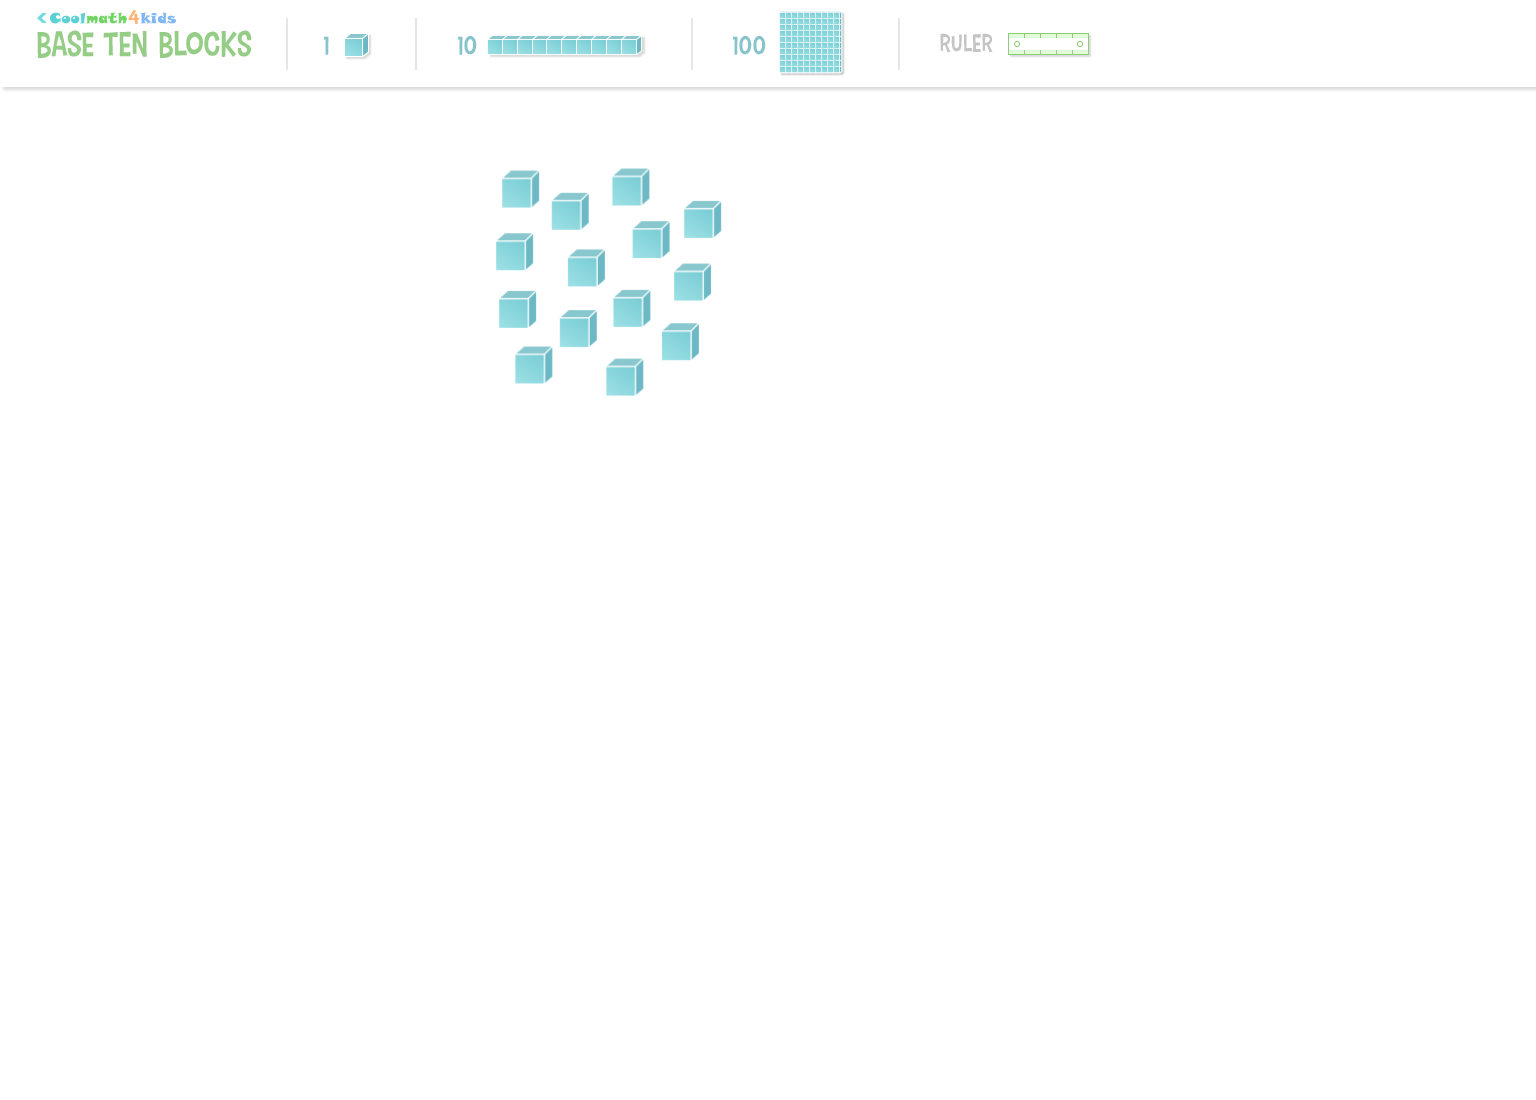 <Coolmath4kids
BASE TEN BLOCKS
1
10
100
RULER